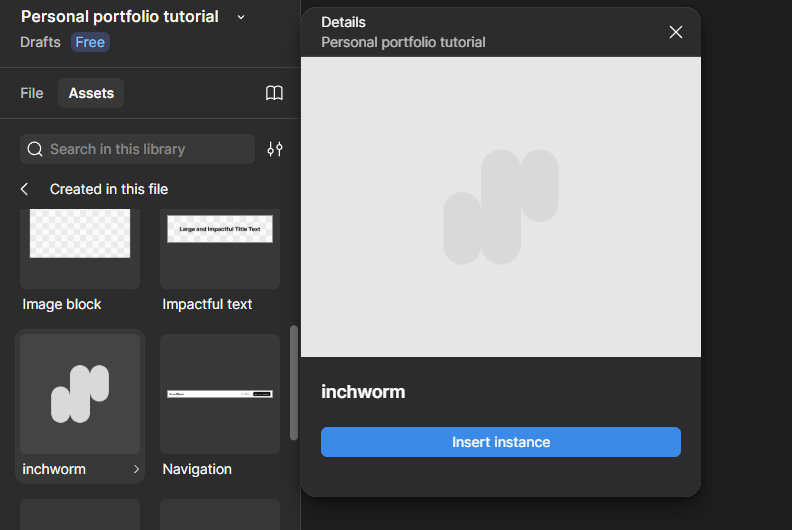 Personal portfolio tutorial
Drafts Free
File Assets
Search in this library
Created in this file
Large and Impactful Title Text
Image block
Impactful text
inchworm
Navigation
Details
Personal portfolio tutorial
inchworm
Insert instance